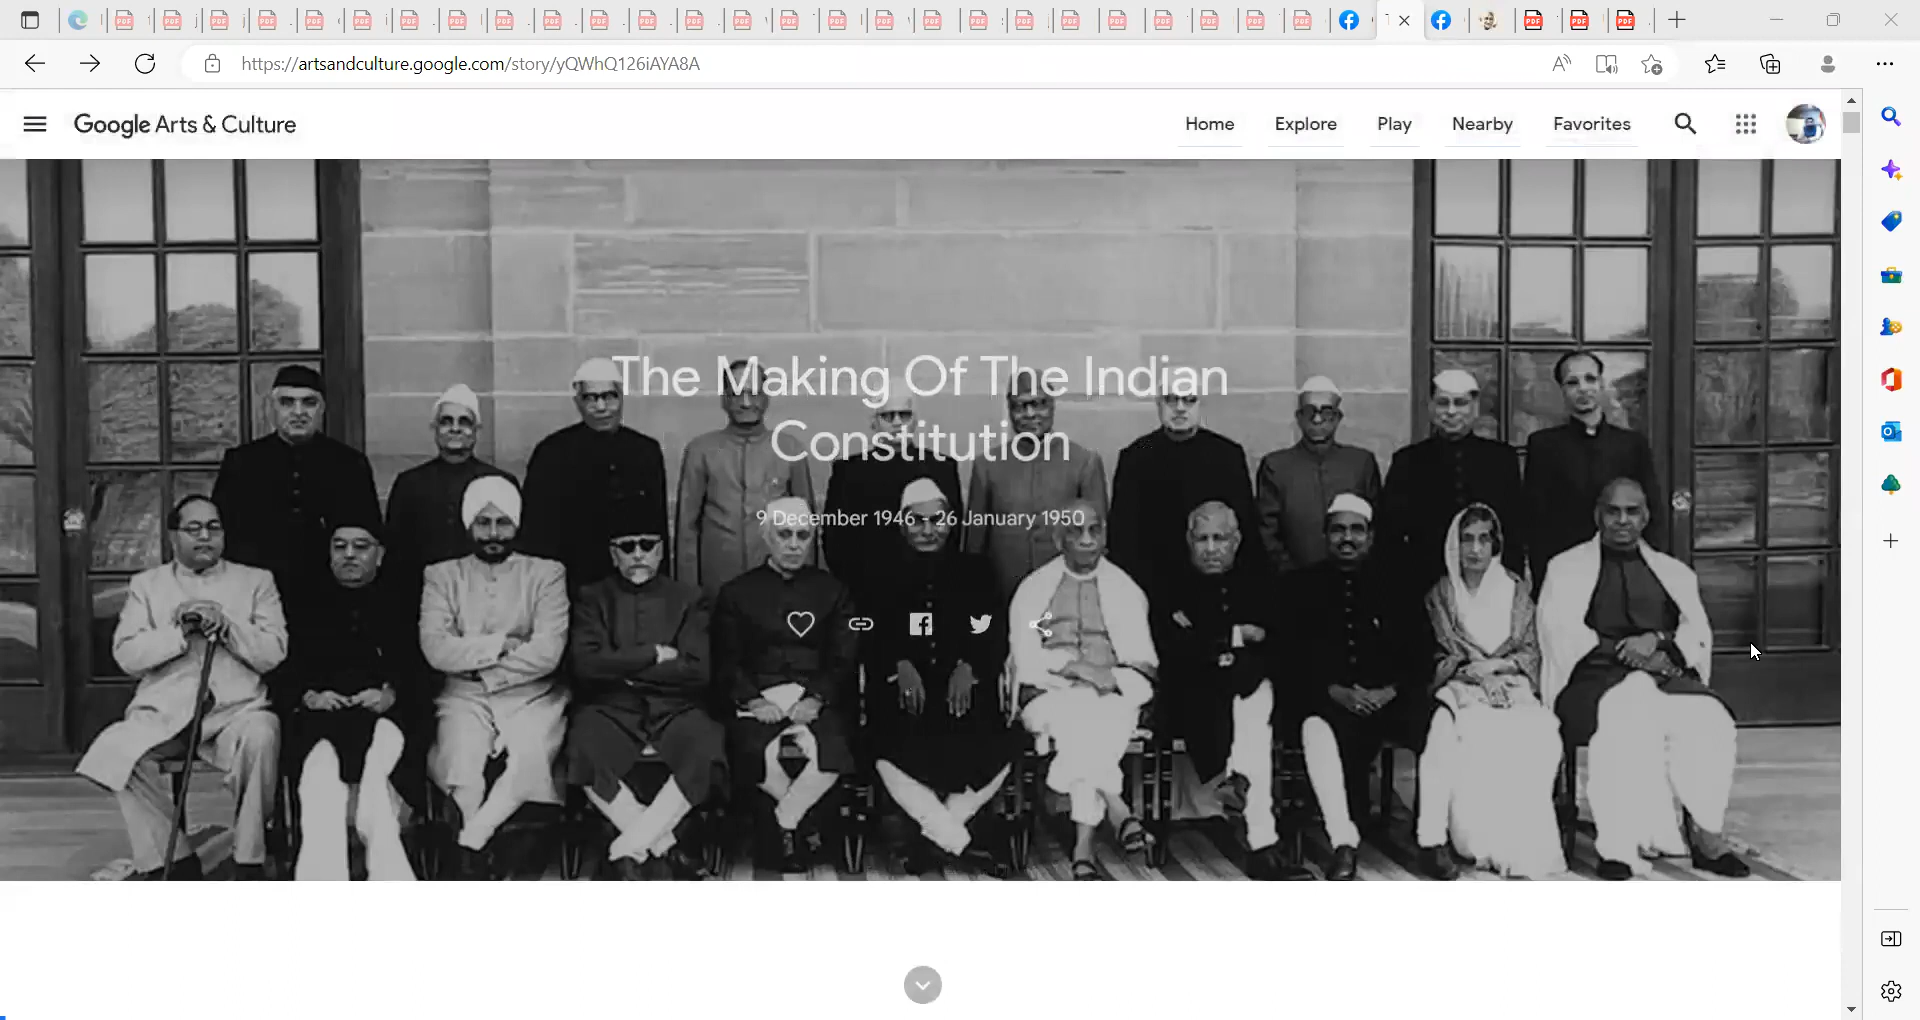 https://artsandculture.google.com/story/yQWhQ126iAYA8A
Google Arts & Culture
Home
Explore
Play
Nearby
Favorites
The Making Of The Indian
Constitution
9 December 1946 - 26 January 1950